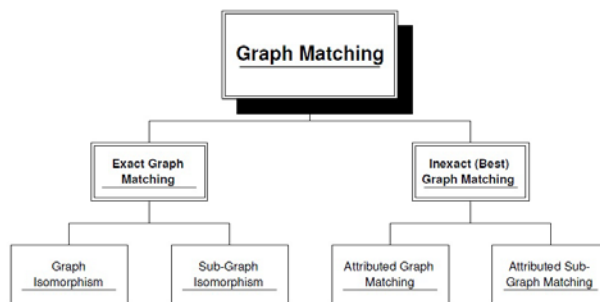 Graph Matching
Exact Graph
Matching
Inexact (Best)
Graph Matching
Graph
Isomorphism
Sub-Graph
Isomorphism
Attributed Graph
Matching
Attributed Sub-
Graph Matching